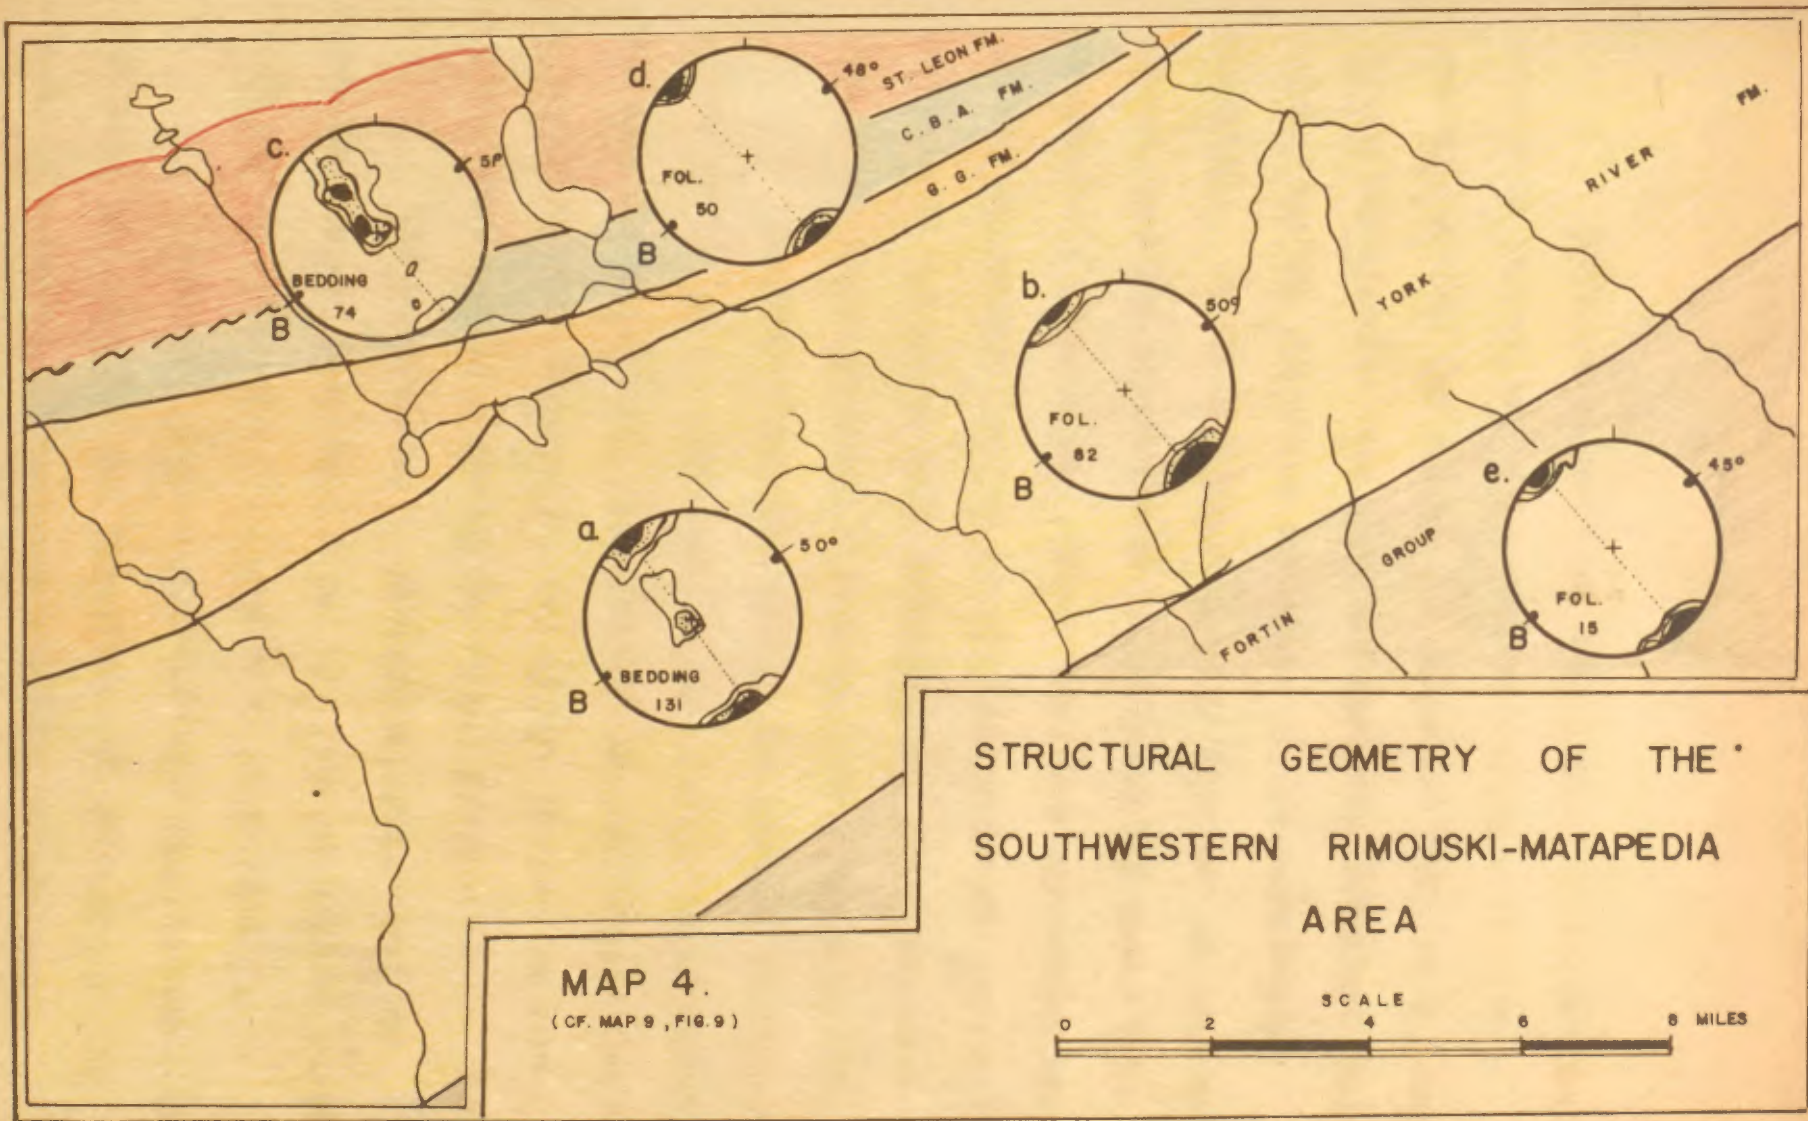 d.
48°
ST. LEON FM.
C. B. A. FM.
G. G. FM.
FOL.
50
B
c.
BEDDING
74
B
b.
50°
FOL.
82
B
YORK RIVER FM.
a.
50°
BEDDING
131
B
e.
45°
FOL.
15
B
FORTIN GROUP
STRUCTURAL GEOMETRY OF THE
SOUTHWESTERN RIMOUSKI-MATAPEDIA
AREA
MAP 4.
(CF. MAP 9, FIG. 9)
SCALE
0 2 4 6 8 MILES